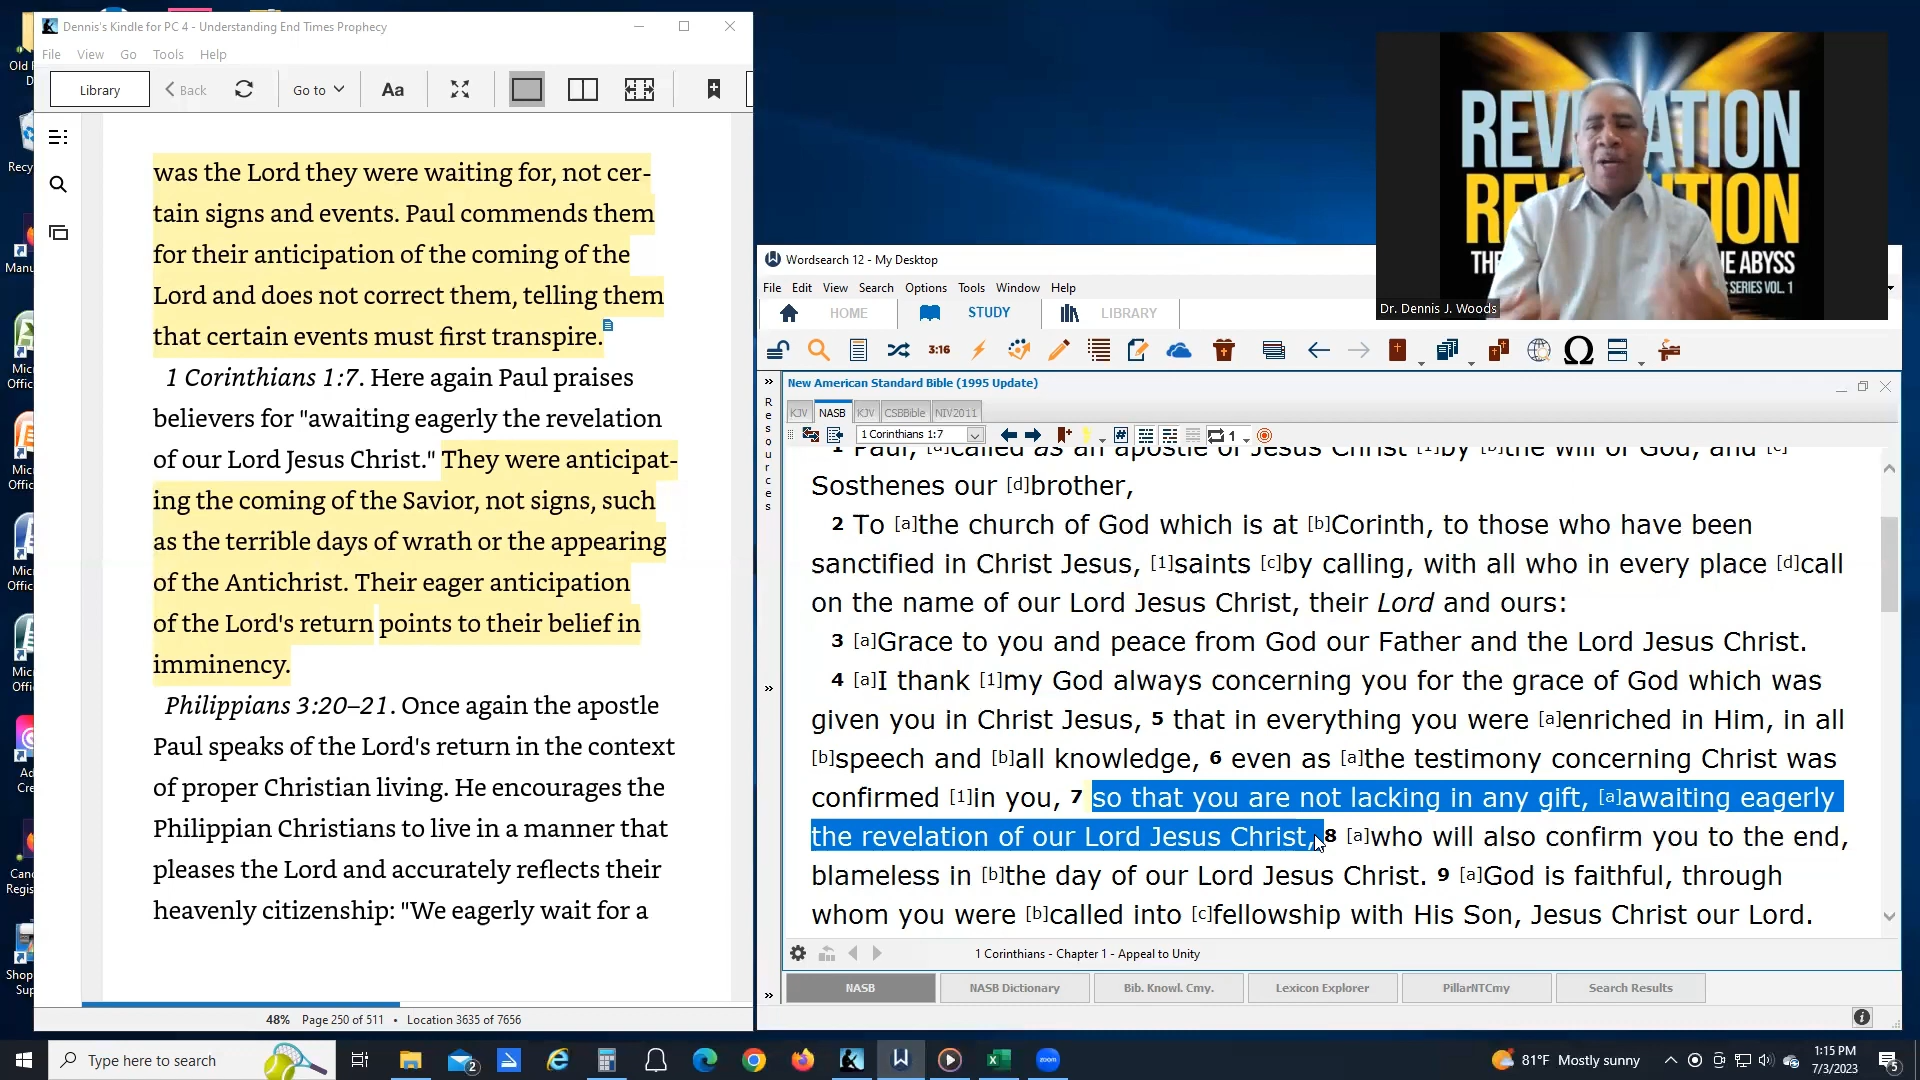 Dennis's Kindle for PC 4 - Understanding End Times Prophecy
File View Go Tools Help
Library Back Go to Aa
was the Lord they were waiting for, not cer-
tain signs and events. Paul commends them
for their anticipation of the coming of the
Lord and does not correct them, telling them
that certain events must first transpire.
1 Corinthians 1:7. Here again Paul praises
believers for "awaiting eagerly the revelation
of our Lord Jesus Christ." They were anticipat-
ing the coming of the Savior, not signs, such
as the terrible days of wrath or the appearing
of the Antichrist. Their eager anticipation
of the Lord's return points to their belief in
imminency.
Philippians 3:20–21. Once again the apostle
Paul speaks of the Lord's return in the context
of proper Christian living. He encourages the
Philippian Christians to live in a manner that
pleases the Lord and accurately reflects their
heavenly citizenship: "We eagerly wait for a
48% Page 250 of 511 • Location 3635 of 7656
THE ABYSS
SERIES VOL. 1
Dr. Dennis J. Woods
Wordsearch 12 - My Desktop
File Edit View Search Options Tools Window Help
HOME STUDY LIBRARY
3:16
Resources
New American Standard Bible (1995 Update)
KJV NASB KJV CSBBible NIV2011
1 Corinthians 1:7
1
1 Paul, [a]called as an apostle of Jesus Christ [1]by [b]the will of God, and [c]
Sosthenes our [d]brother,
2 To [a]the church of God which is at [b]Corinth, to those who have been
sanctified in Christ Jesus, [1]saints [c]by calling, with all who in every place [d]call
on the name of our Lord Jesus Christ, their Lord and ours:
3 [a]Grace to you and peace from God our Father and the Lord Jesus Christ.
4 [a]I thank [1]my God always concerning you for the grace of God which was
given you in Christ Jesus, 5 that in everything you were [a]enriched in Him, in all
[b]speech and [b]all knowledge, 6 even as [a]the testimony concerning Christ was
confirmed [1]in you, 7 so that you are not lacking in any gift, [a]awaiting eagerly
the revelation of our Lord Jesus Christ, 8 [a]who will also confirm you to the end,
blameless in [b]the day of our Lord Jesus Christ. 9 [a]God is faithful, through
whom you were [b]called into [c]fellowship with His Son, Jesus Christ our Lord.
1 Corinthians - Chapter 1 - Appeal to Unity
NASB NASB Dictionary Bib. Knowl. Cmy. Lexicon Explorer PillarNTCmy Search Results
Type here to search
2
zoom
81°F Mostly sunny
1:15 PM
7/3/2023
5